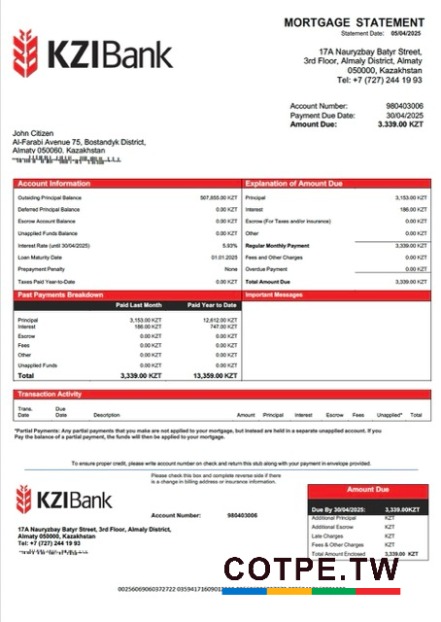 KZIBank
MORTGAGE STATEMENT
Statement Date: 05/04/2025
17A Nauryzbay Batyr Street,
3rd Floor, Almaly District, Almaty
050000, Kazakhstan
Tel: +7 (727) 244 19 93
Account Number: 980403006
Payment Due Date: 30/04/2025
Amount Due: 3.339.00 KZT
John Citizen
Al-Farabi Avenue 75, Bostandyk District,
Almaty 050060. Kazakhstan
Account Information
Outsiding Principal Balance 507,655.00 KZT
Deferred Principal Balance 0.00 KZT
Escrow Account Balance 0.00 KZT
Unapplied Funds Balance 0.00 KZT
Interest Rate (until 30/04/2025) 5.93%
Loan Maturity Date 01.01.2025
Prepayment Penalty None
Taxes Paid Year-to-Date 0.00 KZT
Explanation of Amount Due
Principal 3,153.00 KZT
Interest 186.00 KZT
Escrow (For Taxes and/or Insurance) 0.00 KZT
Other 0.00 KZT
Regular Monthly Payment 3,339.00 KZT
Fees and Other Charges 0.00 KZT
Overdue Payment 0.00 KZT
Total Amount Due 3,339.00 KZT
Past Payments Breakdown
Paid Last Month Paid Year to Date
Principal 3,153.00 KZT 12,612.00 KZT
Interest 186.00 KZT 747.00 KZT
Escrow 0.00 KZT 0.00 KZT
Fees 0.00 KZT 0.00 KZT
Other 0.00 KZT 0.00 KZT
Unapplied Funds 0.00 KZT 0.00 KZT
Total 3,339.00 KZT 13,359.00 KZT
Important Messages
Transaction Activity
Trans. Date Due Date Description Amount Principal Interest Escrow Fees Unapplied* Total
*Partial Payments: Any partial payments that you make are not applied to your mortgage, but instead are held in a separate unapplied account. If you
Pay the balance of a partial payment, the funds will then be applied to your mortgage.
To ensure proper credit, please write account number on check and return this stub along with your payment in envelope provided.
Please check this box and complete reverse side if there
is a change in billing address or insurance information.
KZIBank
Account Number: 980403006
17A Nauryzbay Batyr Street, 3rd Floor, Almaly District,
Almaty 050000, Kazakhstan
Tel: +7 (727) 244 19 93
Amount Due
Due By 30/04/2025: 3,339.00KZT
Additional Principal KZT
Additional Escrow KZT
Late Charges KZT
Fees & Other Charges KZT
Total Amount Enclosed 3,339.00 KZT
COTPE.TW